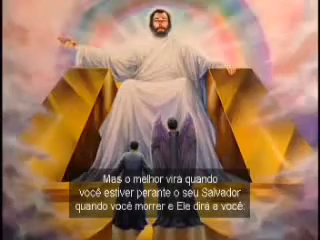 Mas o melhor virá quando
você estiver perante o seu Salvador
quando você morrer e Ele dirá a você: